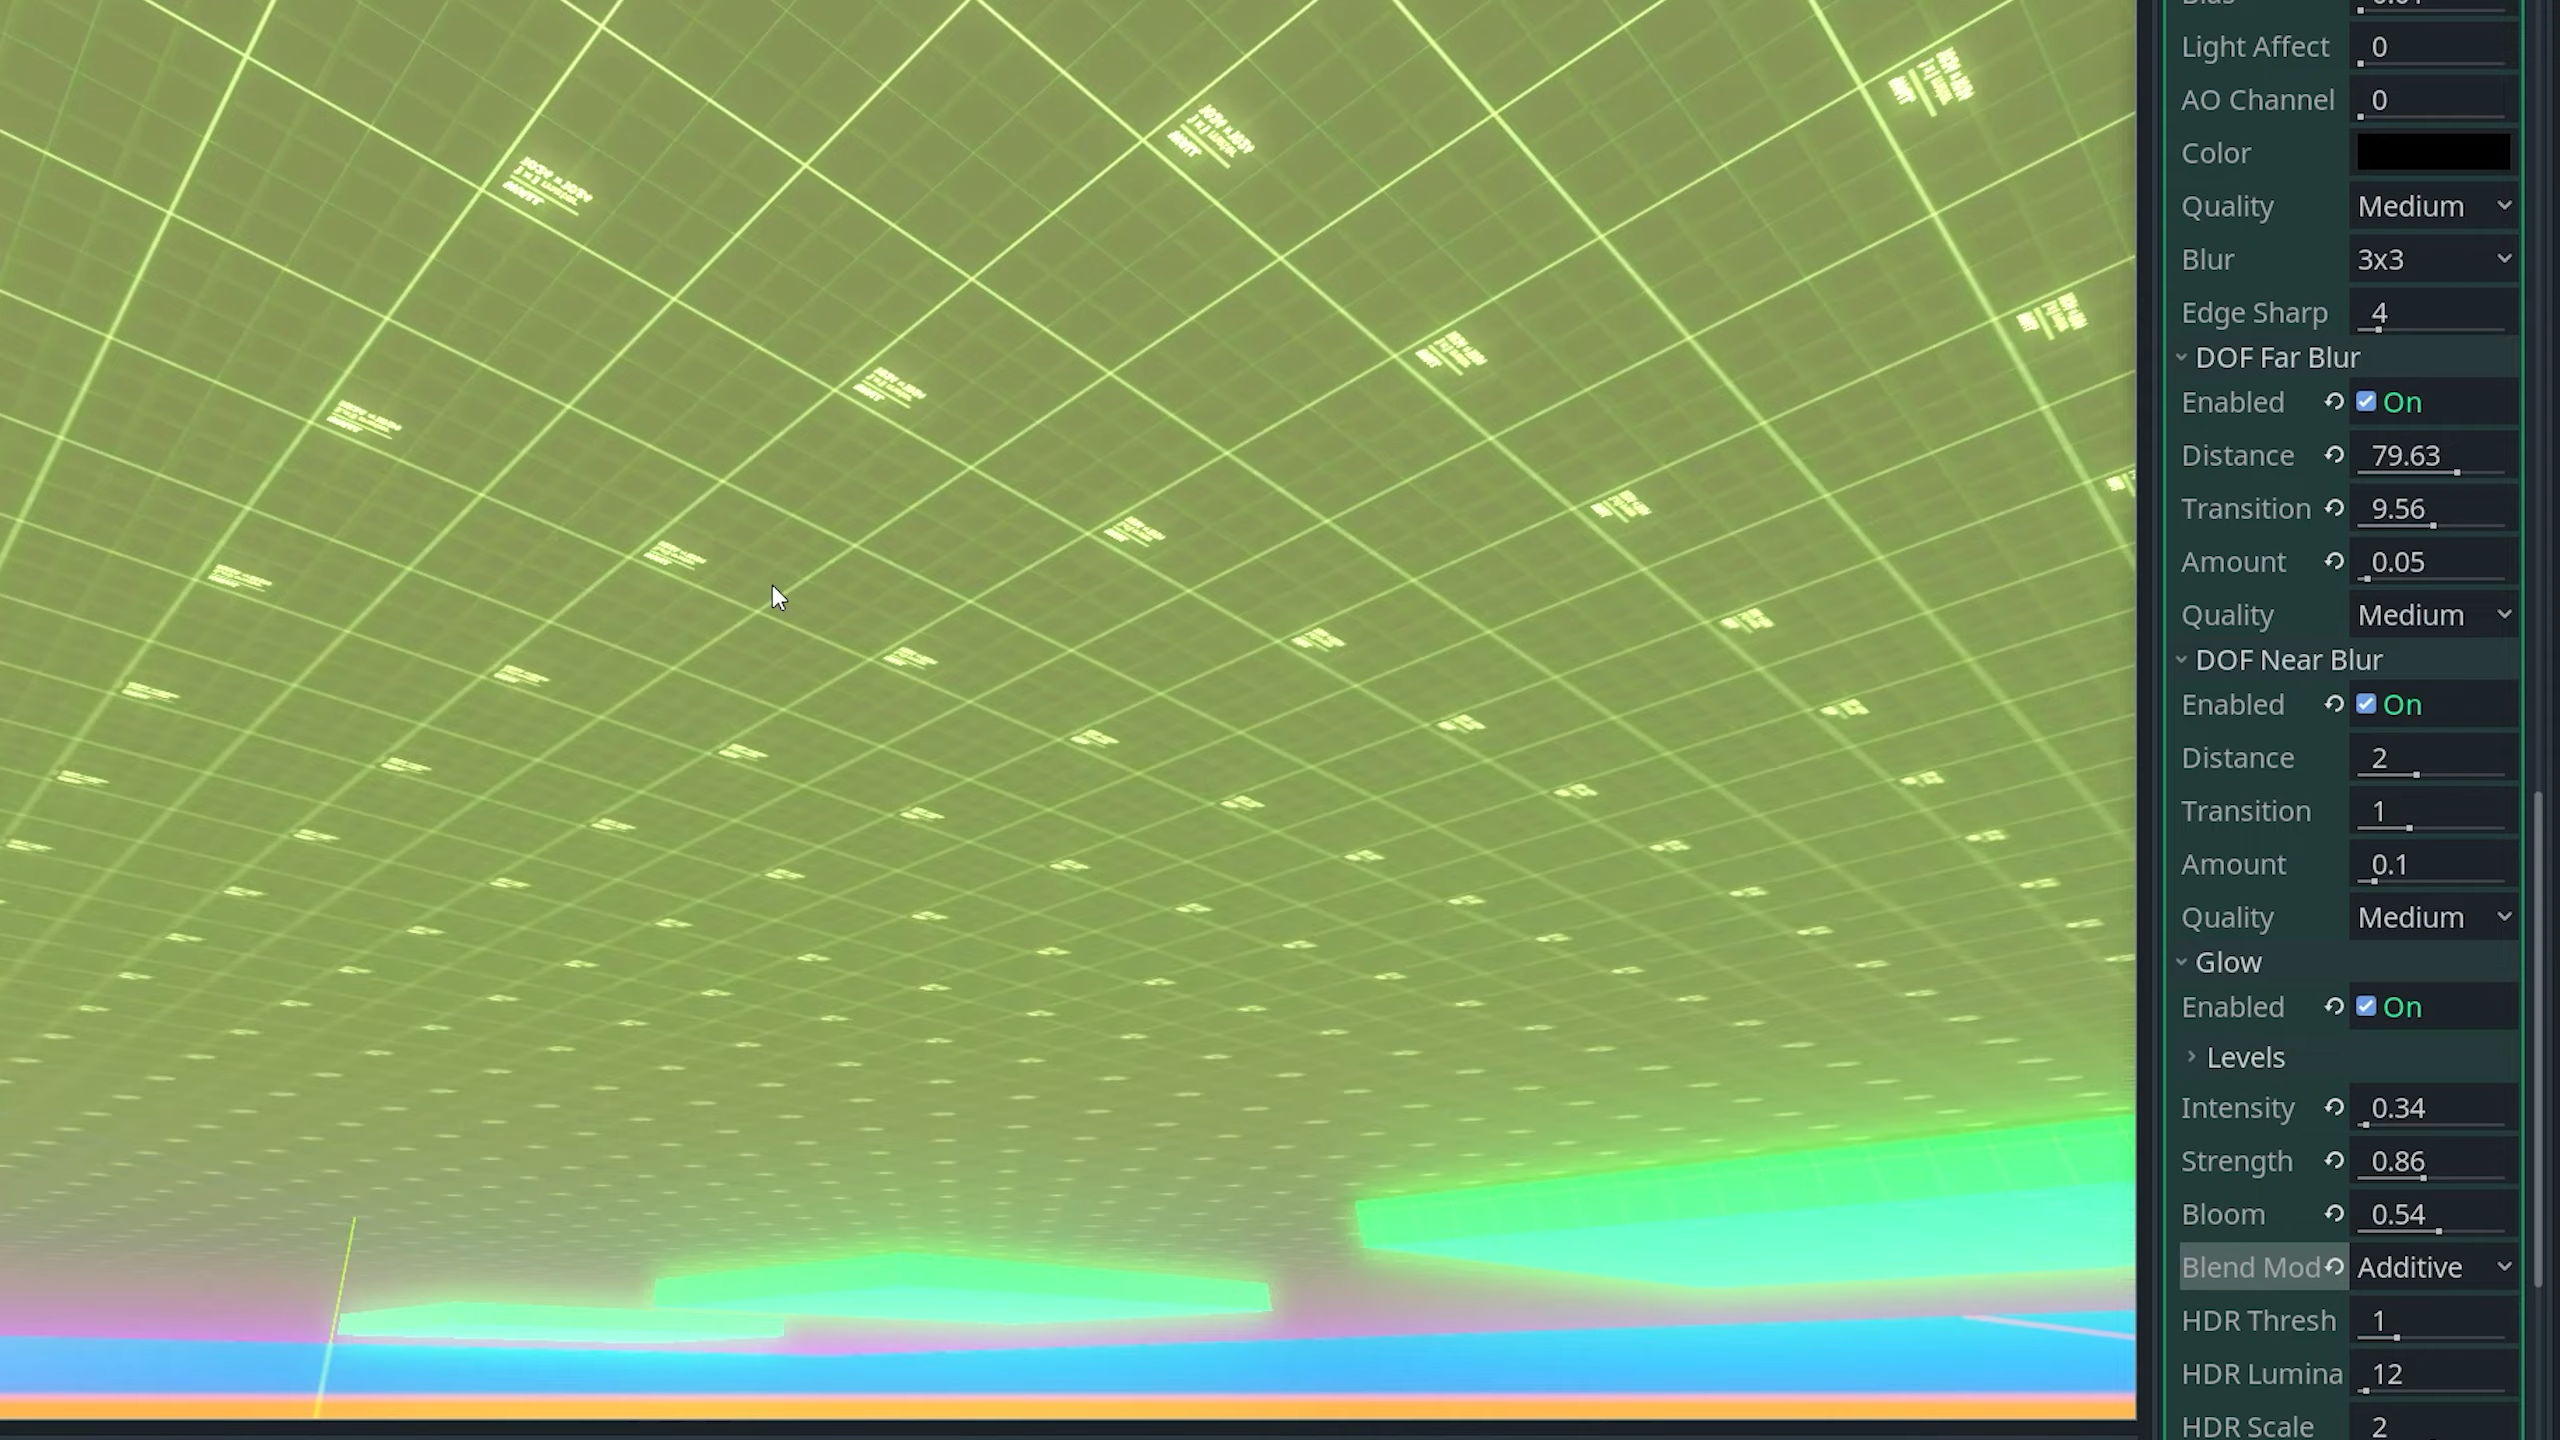 Light Affect 0
AO Channel 0
Color
Quality Medium
Blur 3x3
Edge Sharp 4
DOF Far Blur
Enabled On
Distance 79.63
Transition 9.56
Amount 0.05
Quality Medium
DOF Near Blur
Enabled On
Distance 2
Transition 1
Amount 0.1
Quality Medium
Glow
Enabled On
Levels
Intensity 0.34
Strength 0.86
Bloom 0.54
Blend Mod Additive
HDR Thresh 1
HDR Lumina 12
HDR Scale 2